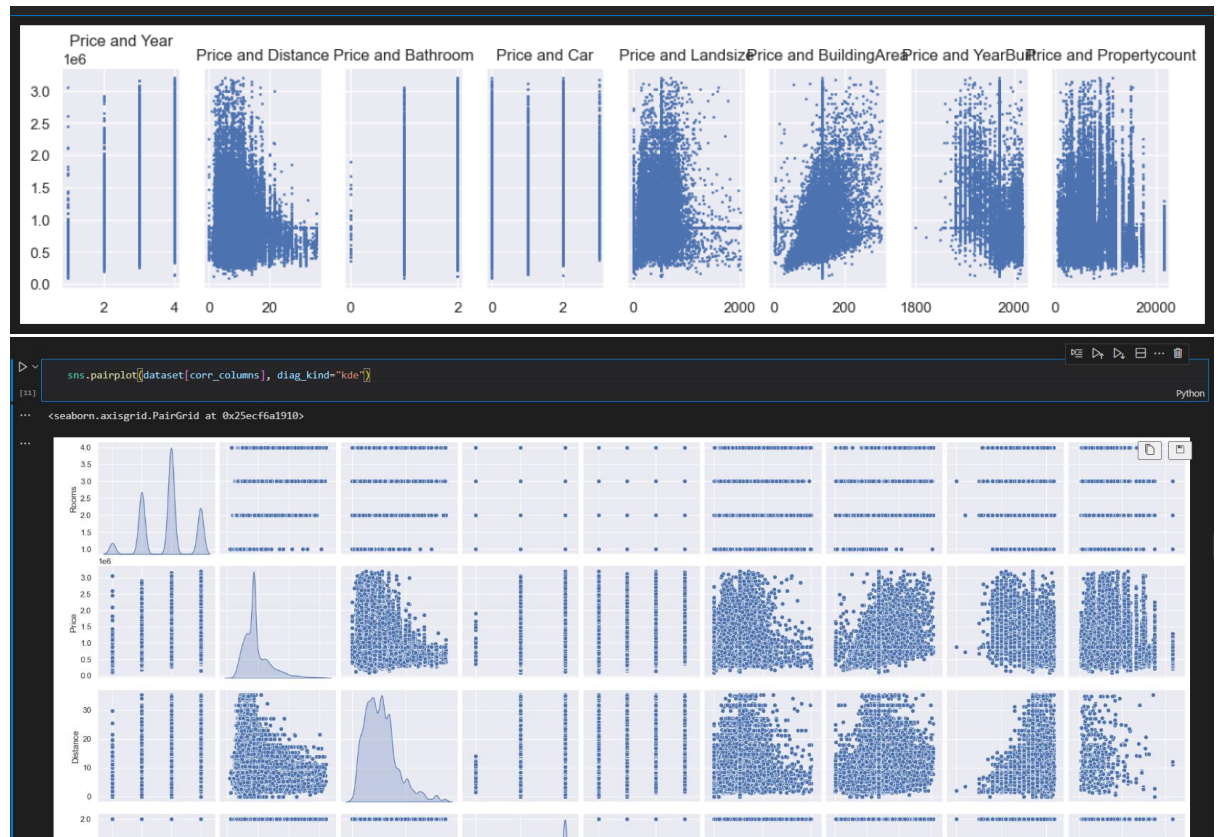 Price and Year
Price and Distance Price and Bathroom Price and Car Price and Landsize Price and BuildingArea Price and YearBuilt Price and Propertycount
1e6
3.0
2.5
2.0
1.5
1.0
0.5
0.0
2 4 0 20 0 2 0 2 0 2000 0 200 1800 2000 0 20000
sns.pairplot(dataset[corr_columns], diag_kind="kde")
[11] Python
... <seaborn.axisgrid.PairGrid at 0x25ecf6a1910>
...
4.0
3.5
3.0
Rooms
2.5
2.0
1.5
1.0
1e6
3.0
2.5
2.0
Price
1.5
1.0
0.5
0.0
30
Distance
20
10
0
2.0